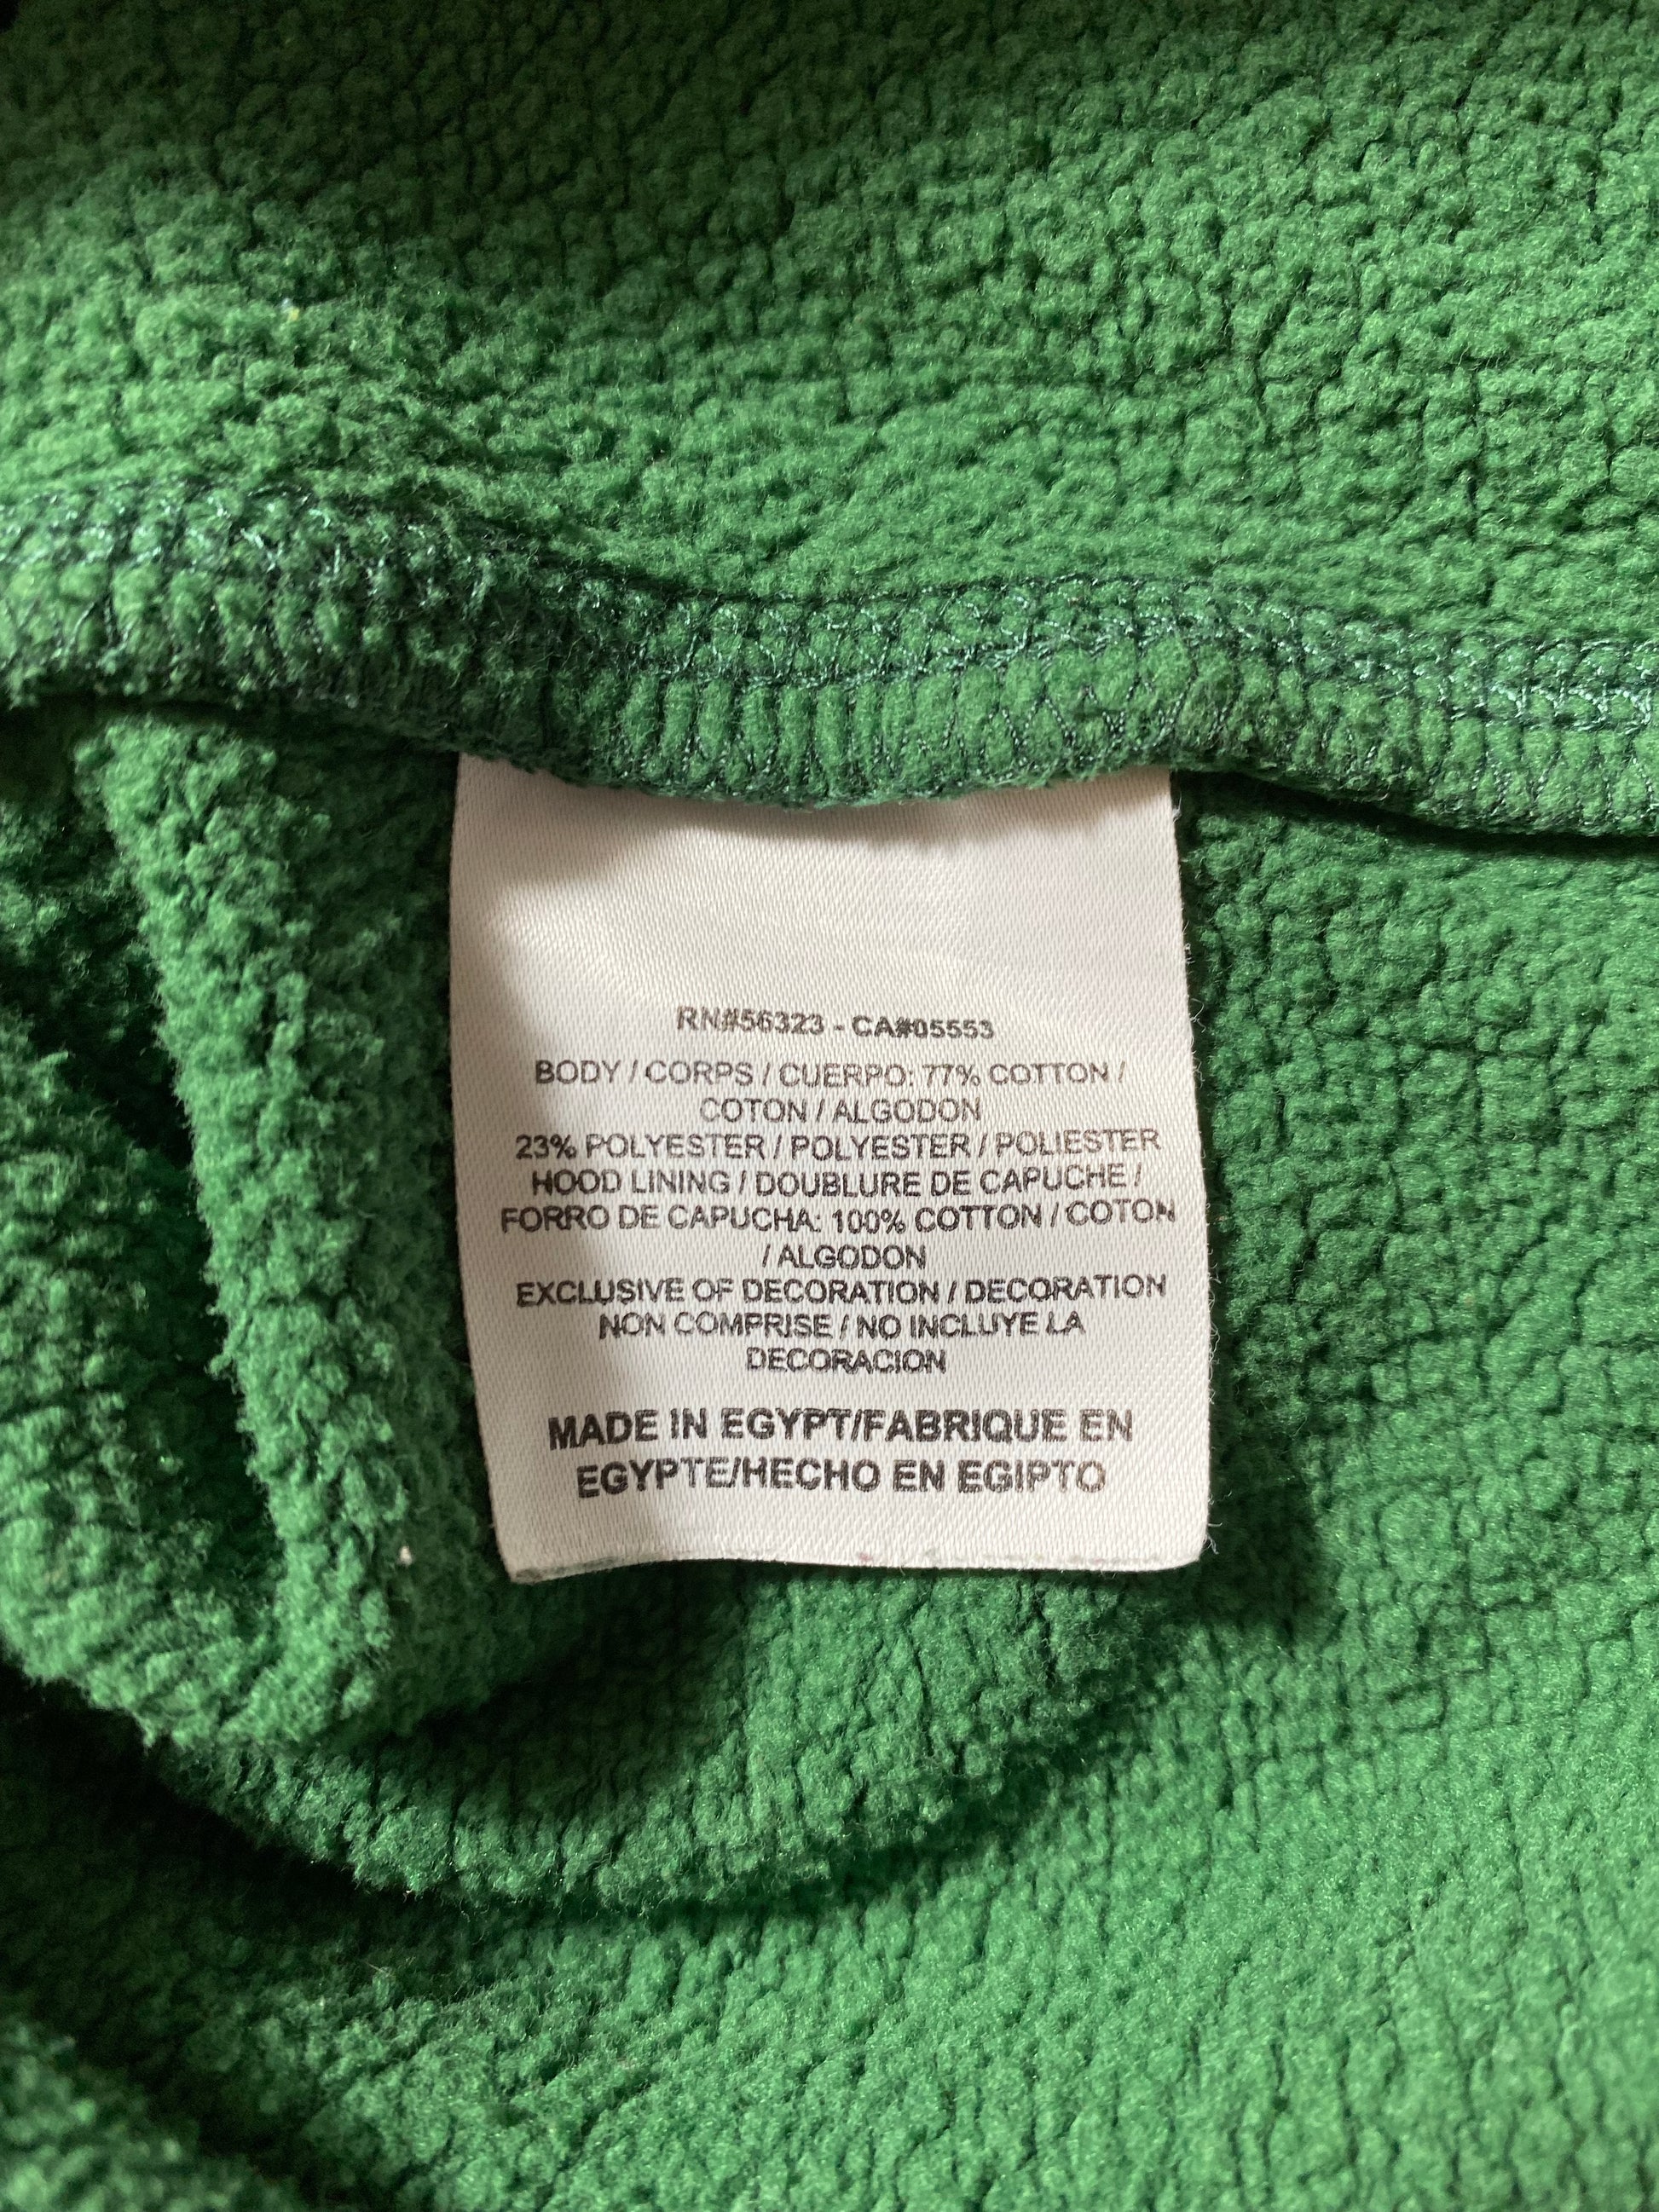 RN#56323 - CA#05553
BODY / CORPS / CUERPO: 77% COTTON /
COTON / ALGODON
23% POLYESTER / POLYESTER / POLIESTER
HOOD LINING / DOUBLURE DE CAPUCHE /
FORRO DE CAPUCHA: 100% COTTON / COTON
/ ALGODON
EXCLUSIVE OF DECORATION / DECORATION
NON COMPRISE / NO INCLUYE LA
DECORACION
MADE IN EGYPT/FABRIQUE EN
EGYPTE/HECHO EN EGIPTO